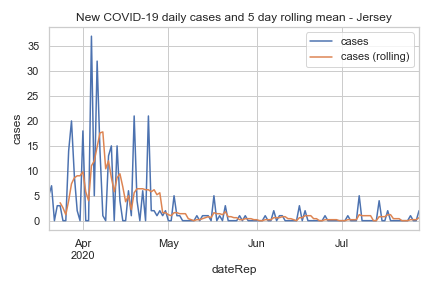 New COVID-19 daily cases and 5 day rolling mean - Jersey
cases
cases (rolling)
35
30
25
20
15
10
5
0
cases
Apr
2020
May
Jun
Jul
dateRep